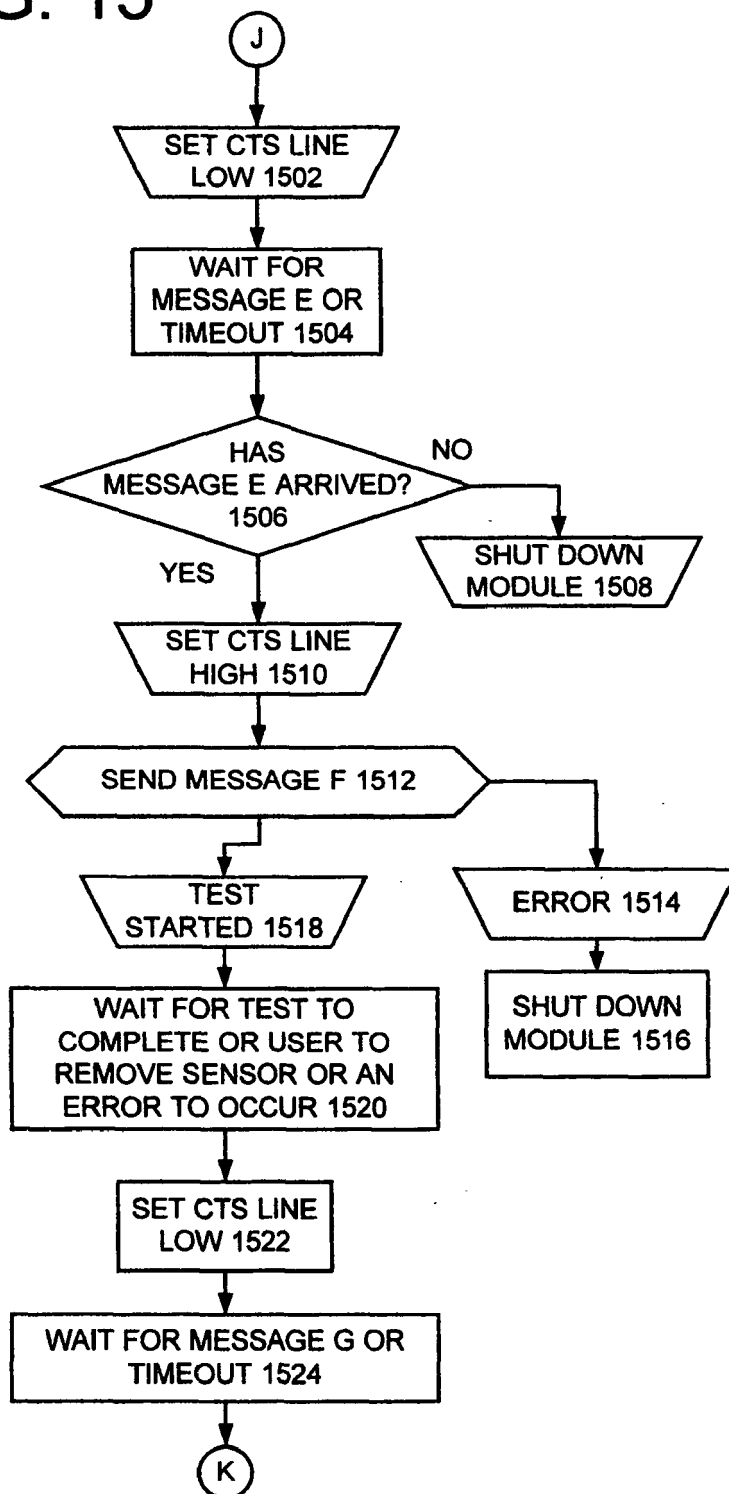 G. 15
J
SET CTS LINE
LOW 1502
WAIT FOR
MESSAGE E OR
TIMEOUT 1504
HAS
MESSAGE E ARRIVED?
1506
NO
SHUT DOWN
MODULE 1508
YES
SET CTS LINE
HIGH 1510
SEND MESSAGE F 1512
TEST
STARTED 1518
ERROR 1514
WAIT FOR TEST TO
COMPLETE OR USER TO
REMOVE SENSOR OR AN
ERROR TO OCCUR 1520
SHUT DOWN
MODULE 1516
SET CTS LINE
LOW 1522
WAIT FOR MESSAGE G OR
TIMEOUT 1524
K